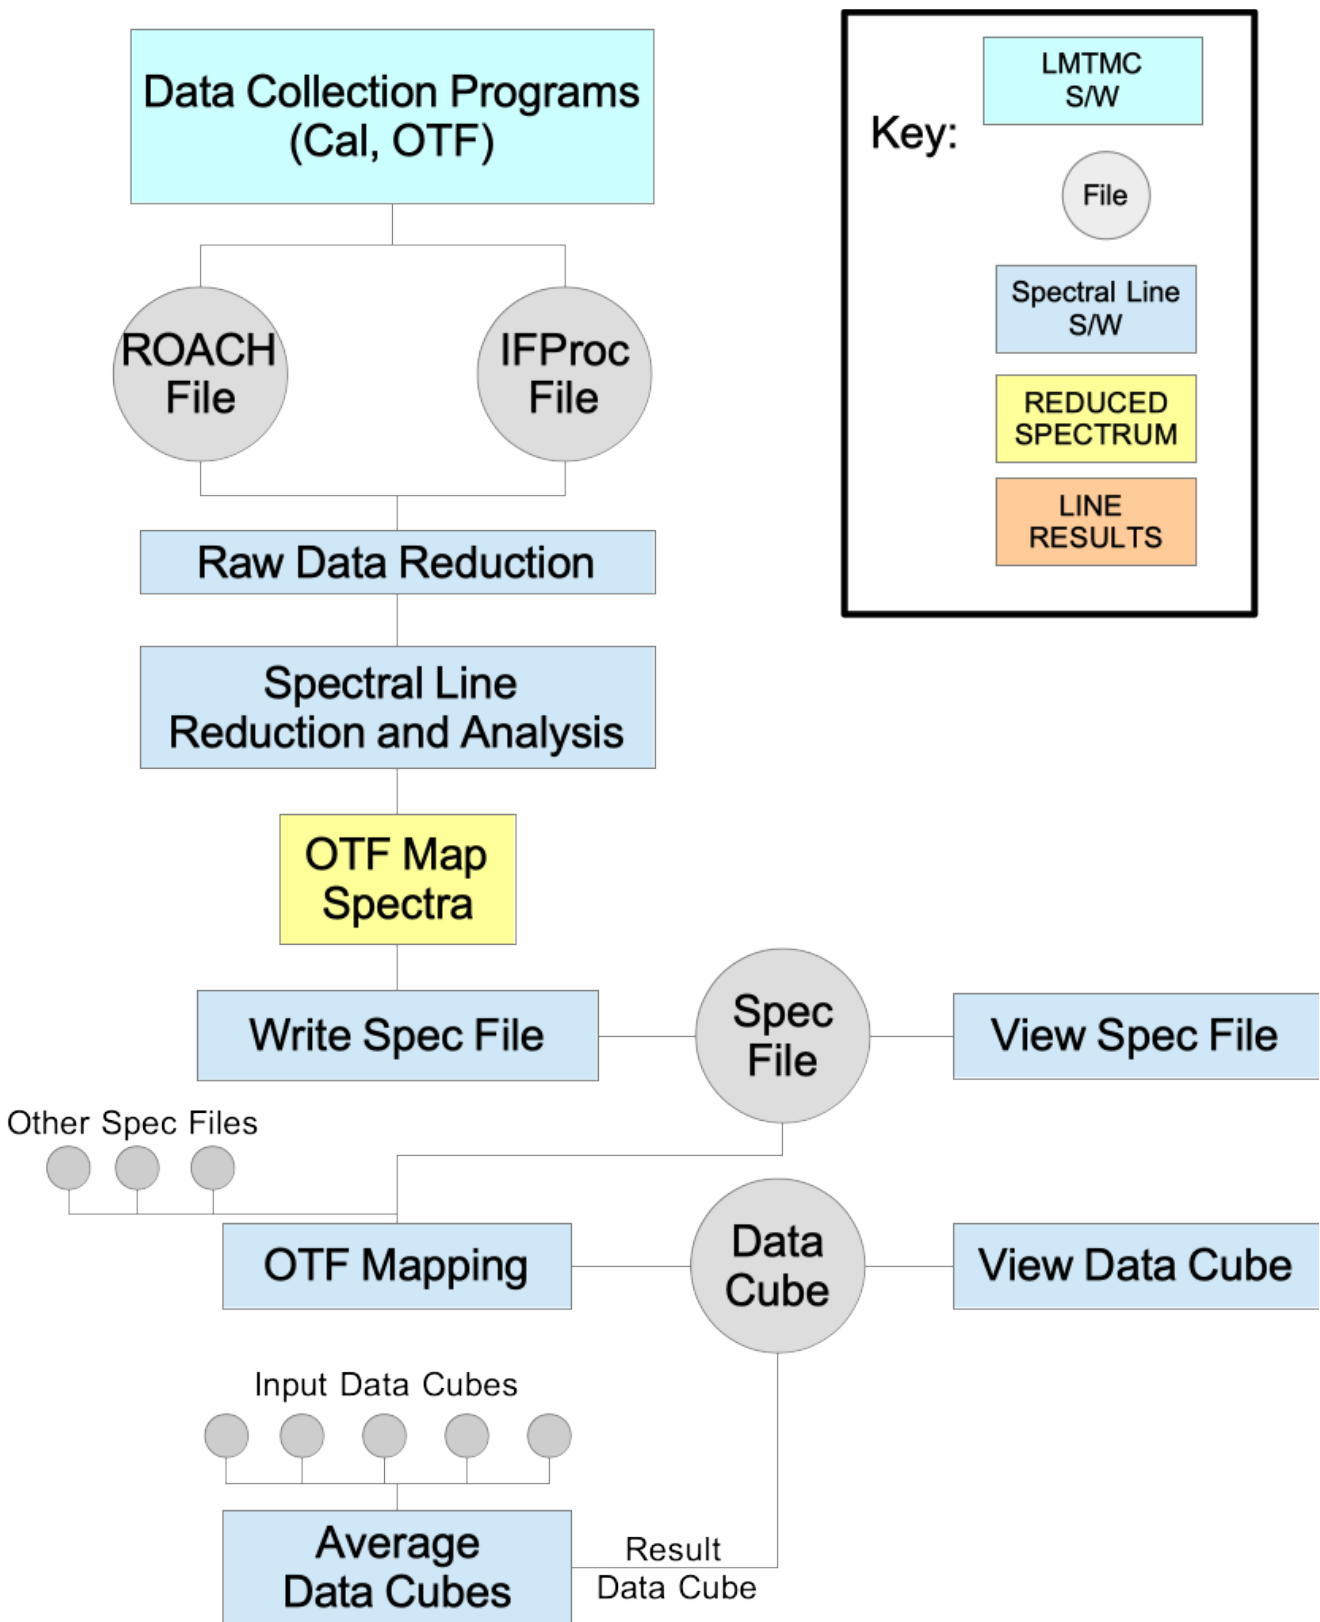 Data Collection Programs
(Cal, OTF)
Key:
LMTMC
S/W
File
Spectral Line
S/W
REDUCED
SPECTRUM
LINE
RESULTS
ROACH
File
IFProc
File
Raw Data Reduction
Spectral Line
Reduction and Analysis
OTF Map
Spectra
Write Spec File
Spec
File
View Spec File
Other Spec Files
OTF Mapping
Data
Cube
View Data Cube
Input Data Cubes
Average
Data Cubes
Result
Data Cube